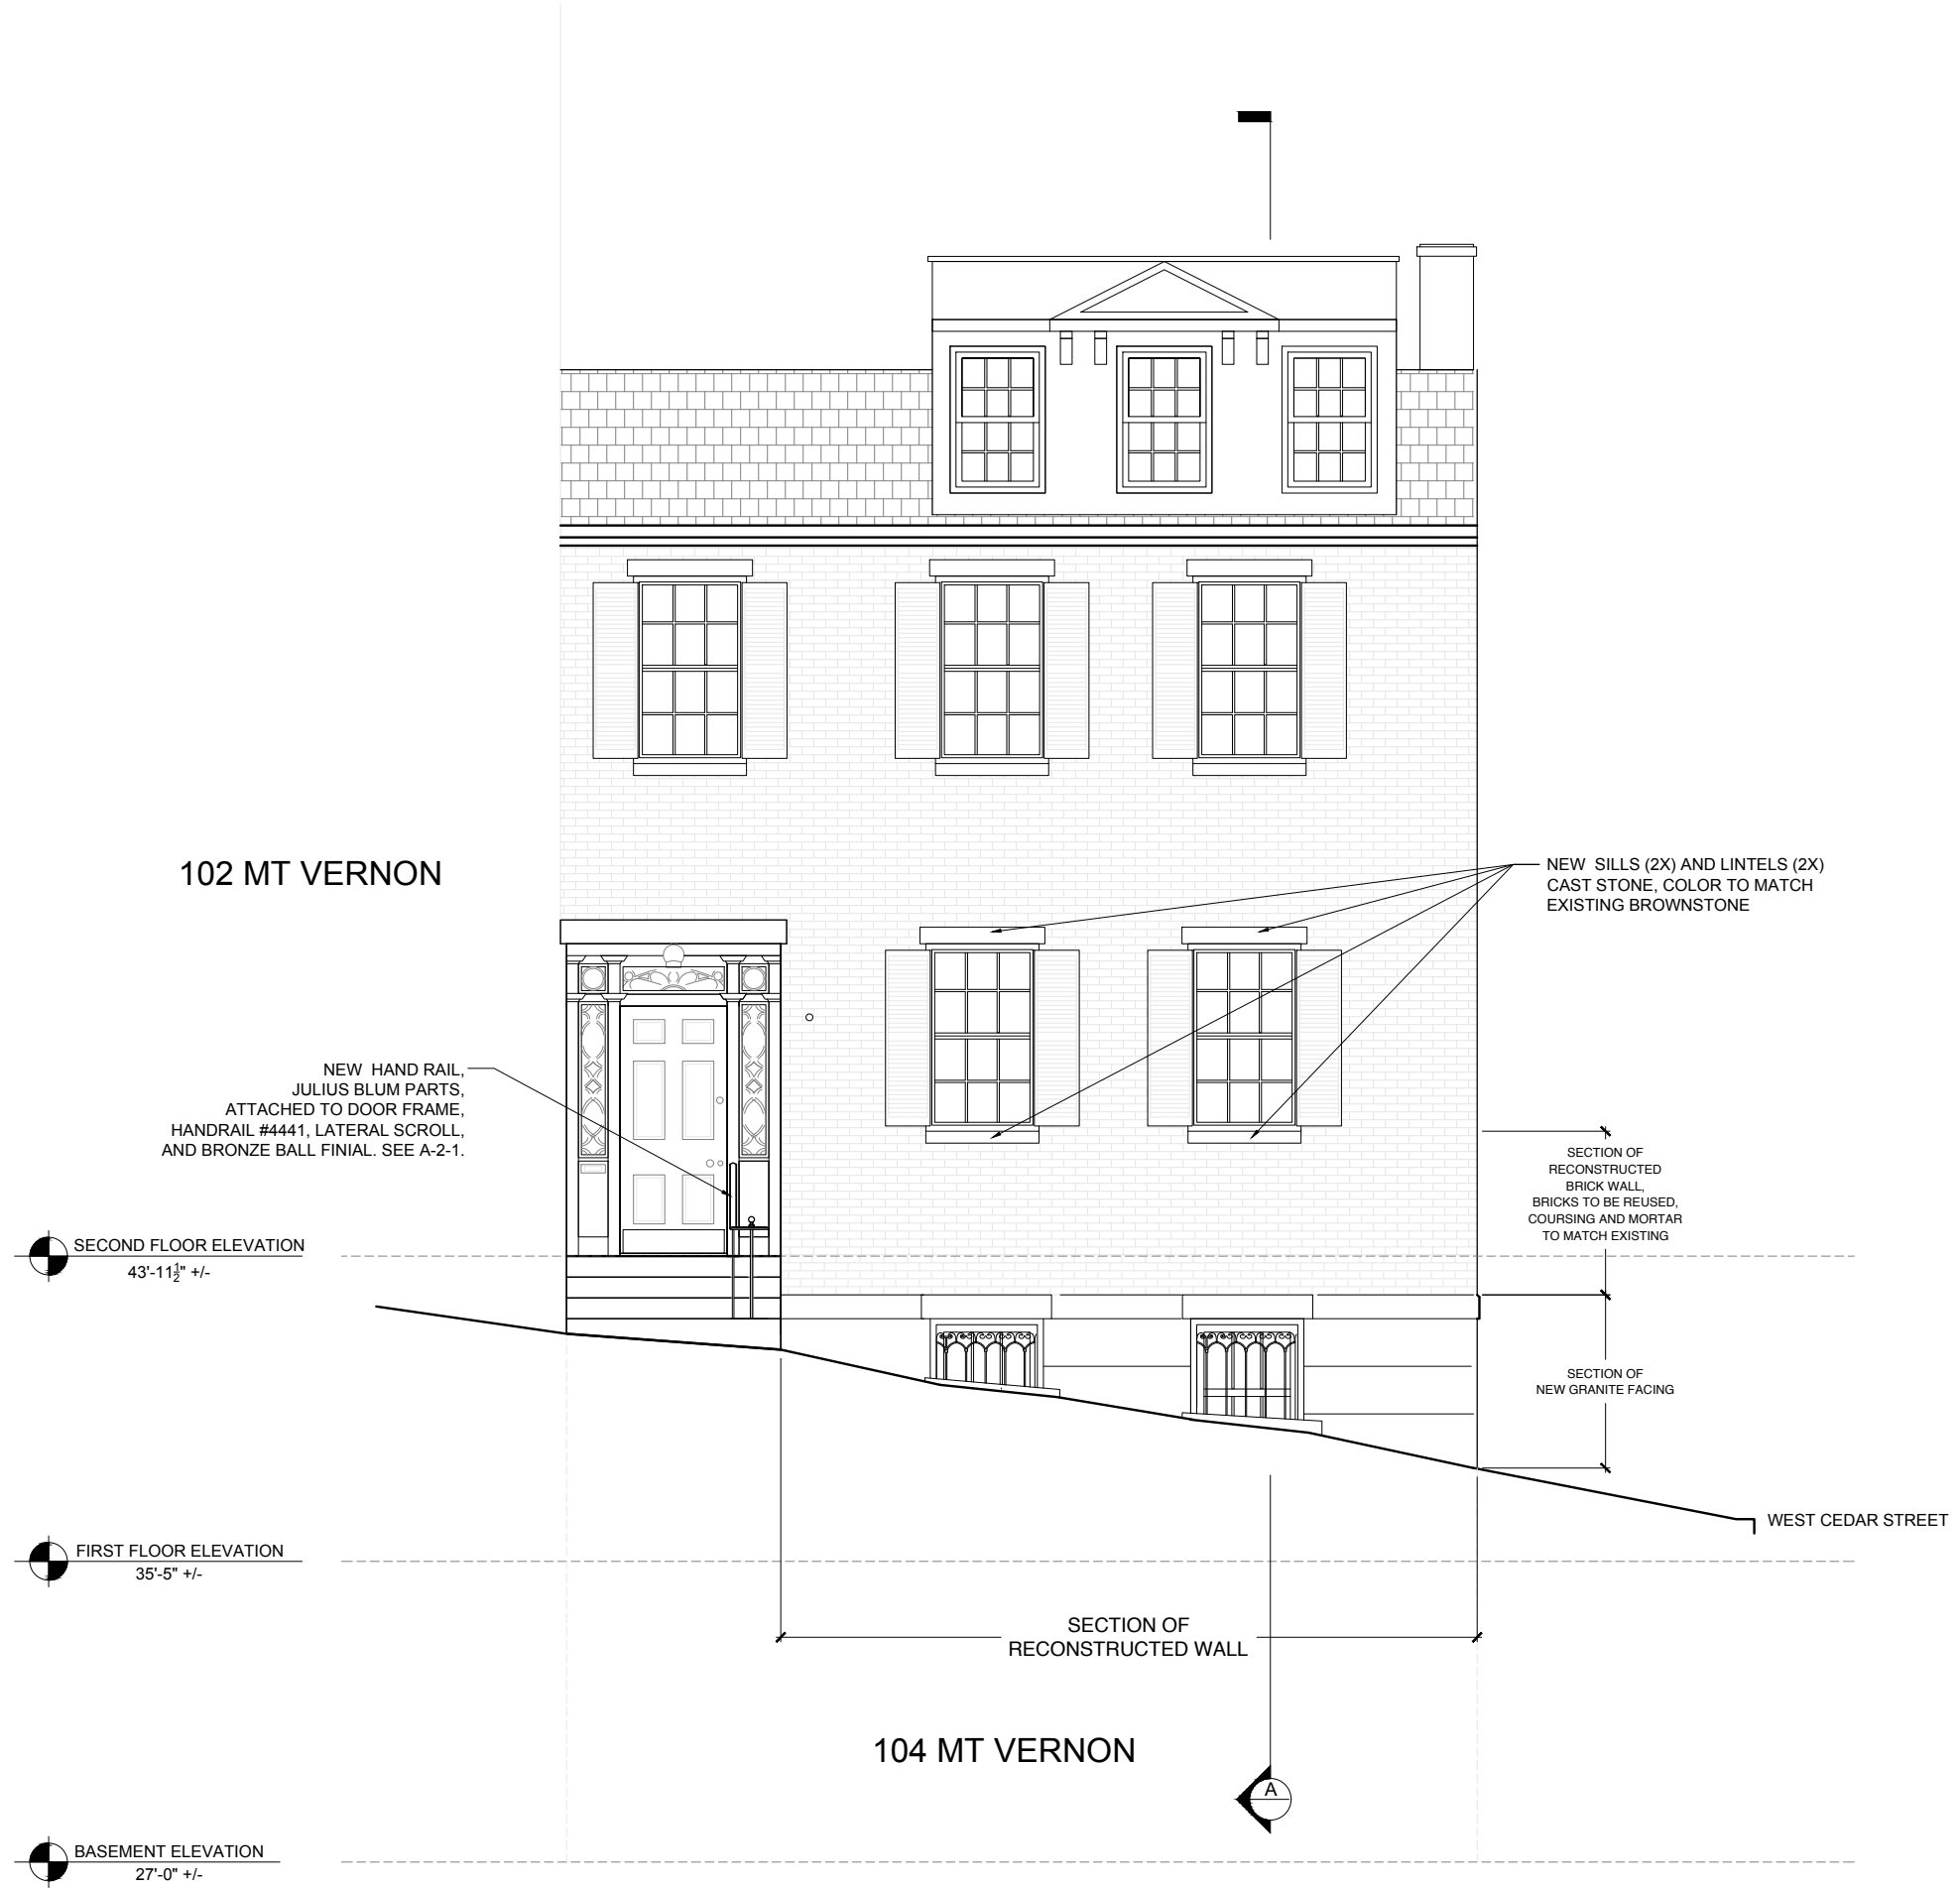 102 MT VERNON
NEW SILLS (2X) AND LINTELS (2X)
CAST STONE, COLOR TO MATCH
EXISTING BROWNSTONE
NEW HAND RAIL,
JULIUS BLUM PARTS,
ATTACHED TO DOOR FRAME,
HANDRAIL #4441, LATERAL SCROLL,
AND BRONZE BALL FINIAL. SEE A-2-1.
SECTION OF
RECONSTRUCTED
BRICK WALL,
BRICKS TO BE REUSED,
COURSING AND MORTAR
TO MATCH EXISTING
SECOND FLOOR ELEVATION
43'-11½" +/-
SECTION OF
NEW GRANITE FACING
WEST CEDAR STREET
FIRST FLOOR ELEVATION
35'-5" +/-
SECTION OF
RECONSTRUCTED WALL
104 MT VERNON
A
BASEMENT ELEVATION
27'-0" +/-